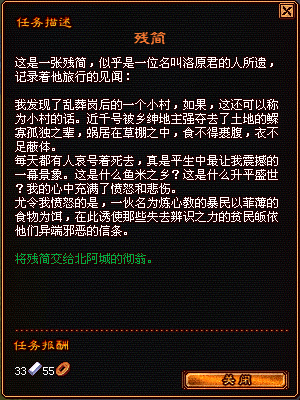 任务描述
残简
这是一张残简，似乎是一位名叫洛原君的人所遗，
记录着他旅行的见闻：
我发现了乱葬岗后的一个小村，如果，这还可以称
为小村的话。近千号被乡绅地主强夺去了土地的鳏
寡孤独之辈，蜗居在草棚之中，食不得裹腹，衣不
足蔽体。
每天都有人哀号着死去，真是平生中最让我震撼的
一幕景象。这是什么鱼米之乡？这是什么升平盛世
？我的心中充满了愤怒和悲伤。
尤令我愤怒的是，一伙名为炼心教的暴民以菲薄的
食物为饵，在此诱使那些失去辨识之力的贫民皈依
他们异端邪恶的信条。
将残简交给北阿城的彻翁。
任务报酬
33 55
关闭